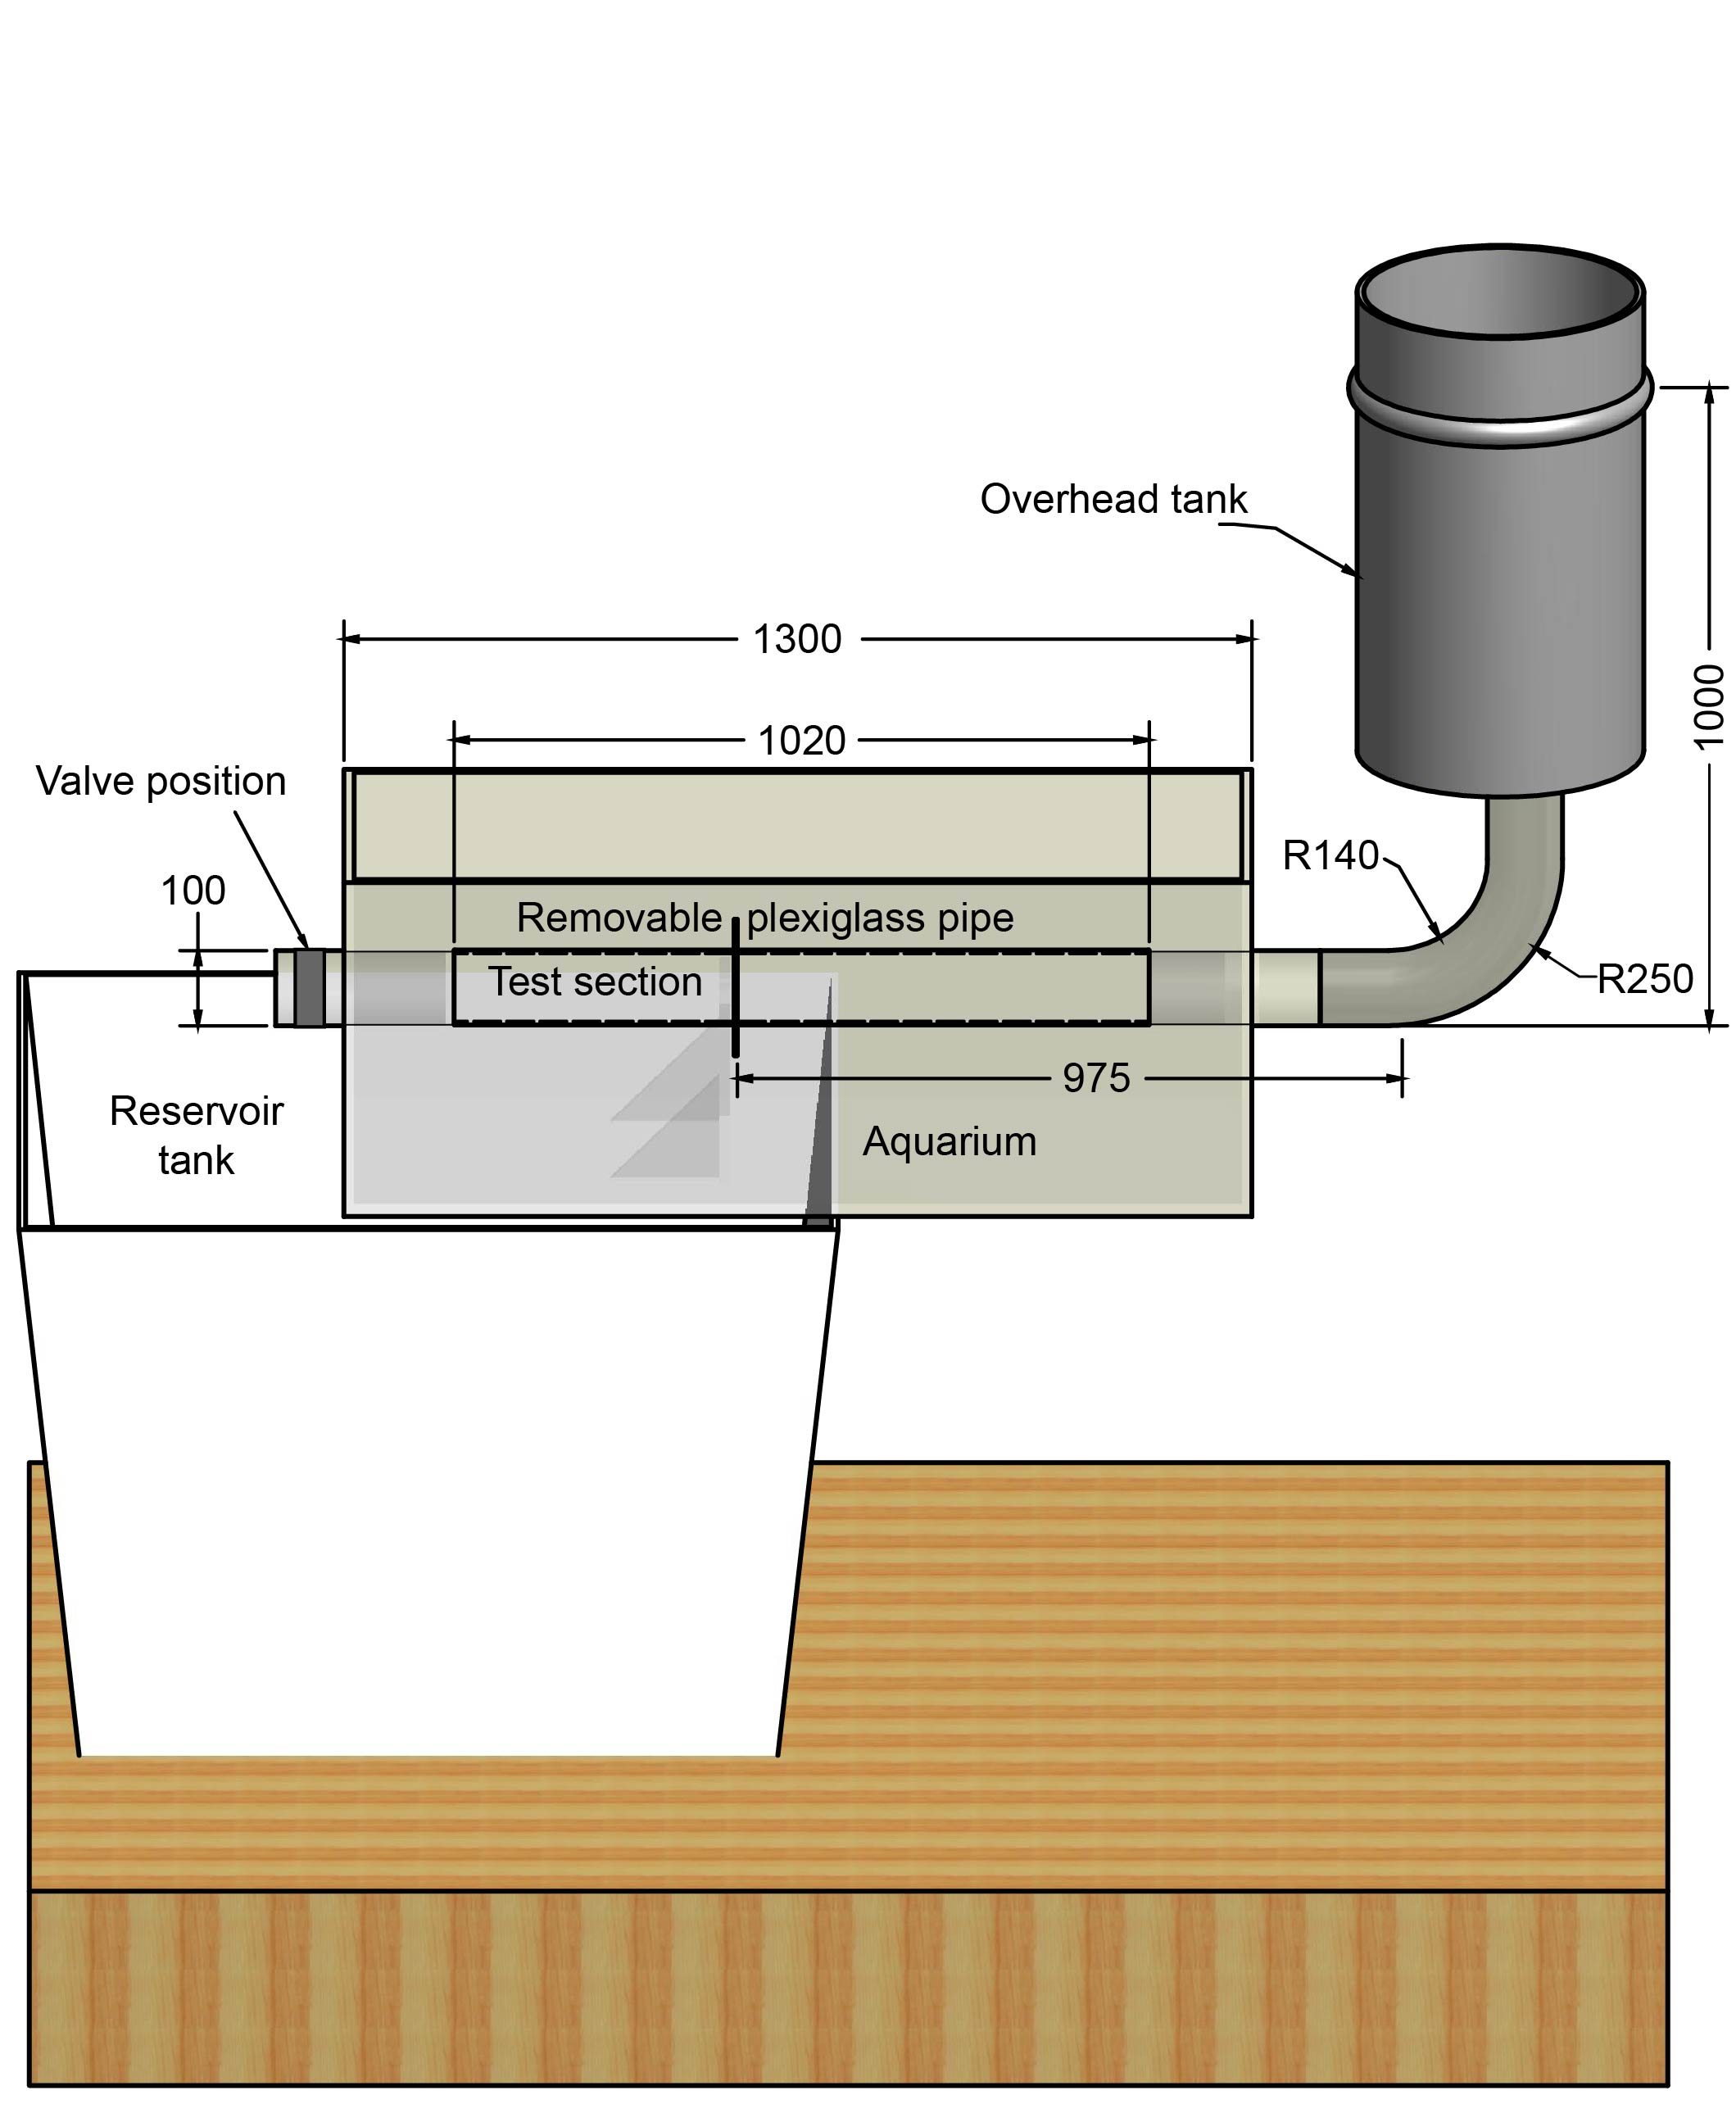 Overhead tank
1300
1000
1020
Valve position
R140
100
Removable plexiglass pipe
Test section
R250
975
Reservoir
tank
Aquarium